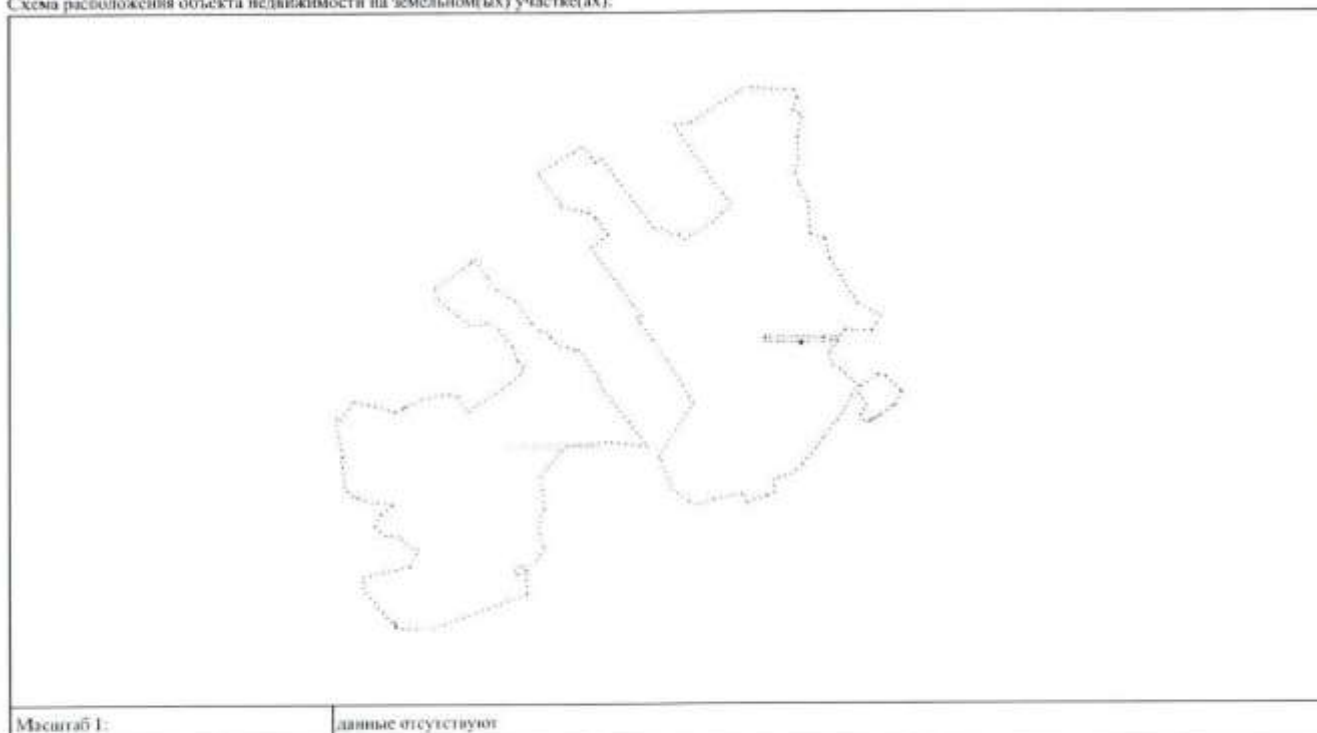 Схема расположения объекта недвижимости на земельном(ых) участке(ах):
Масштаб 1:
данные отсутствуют